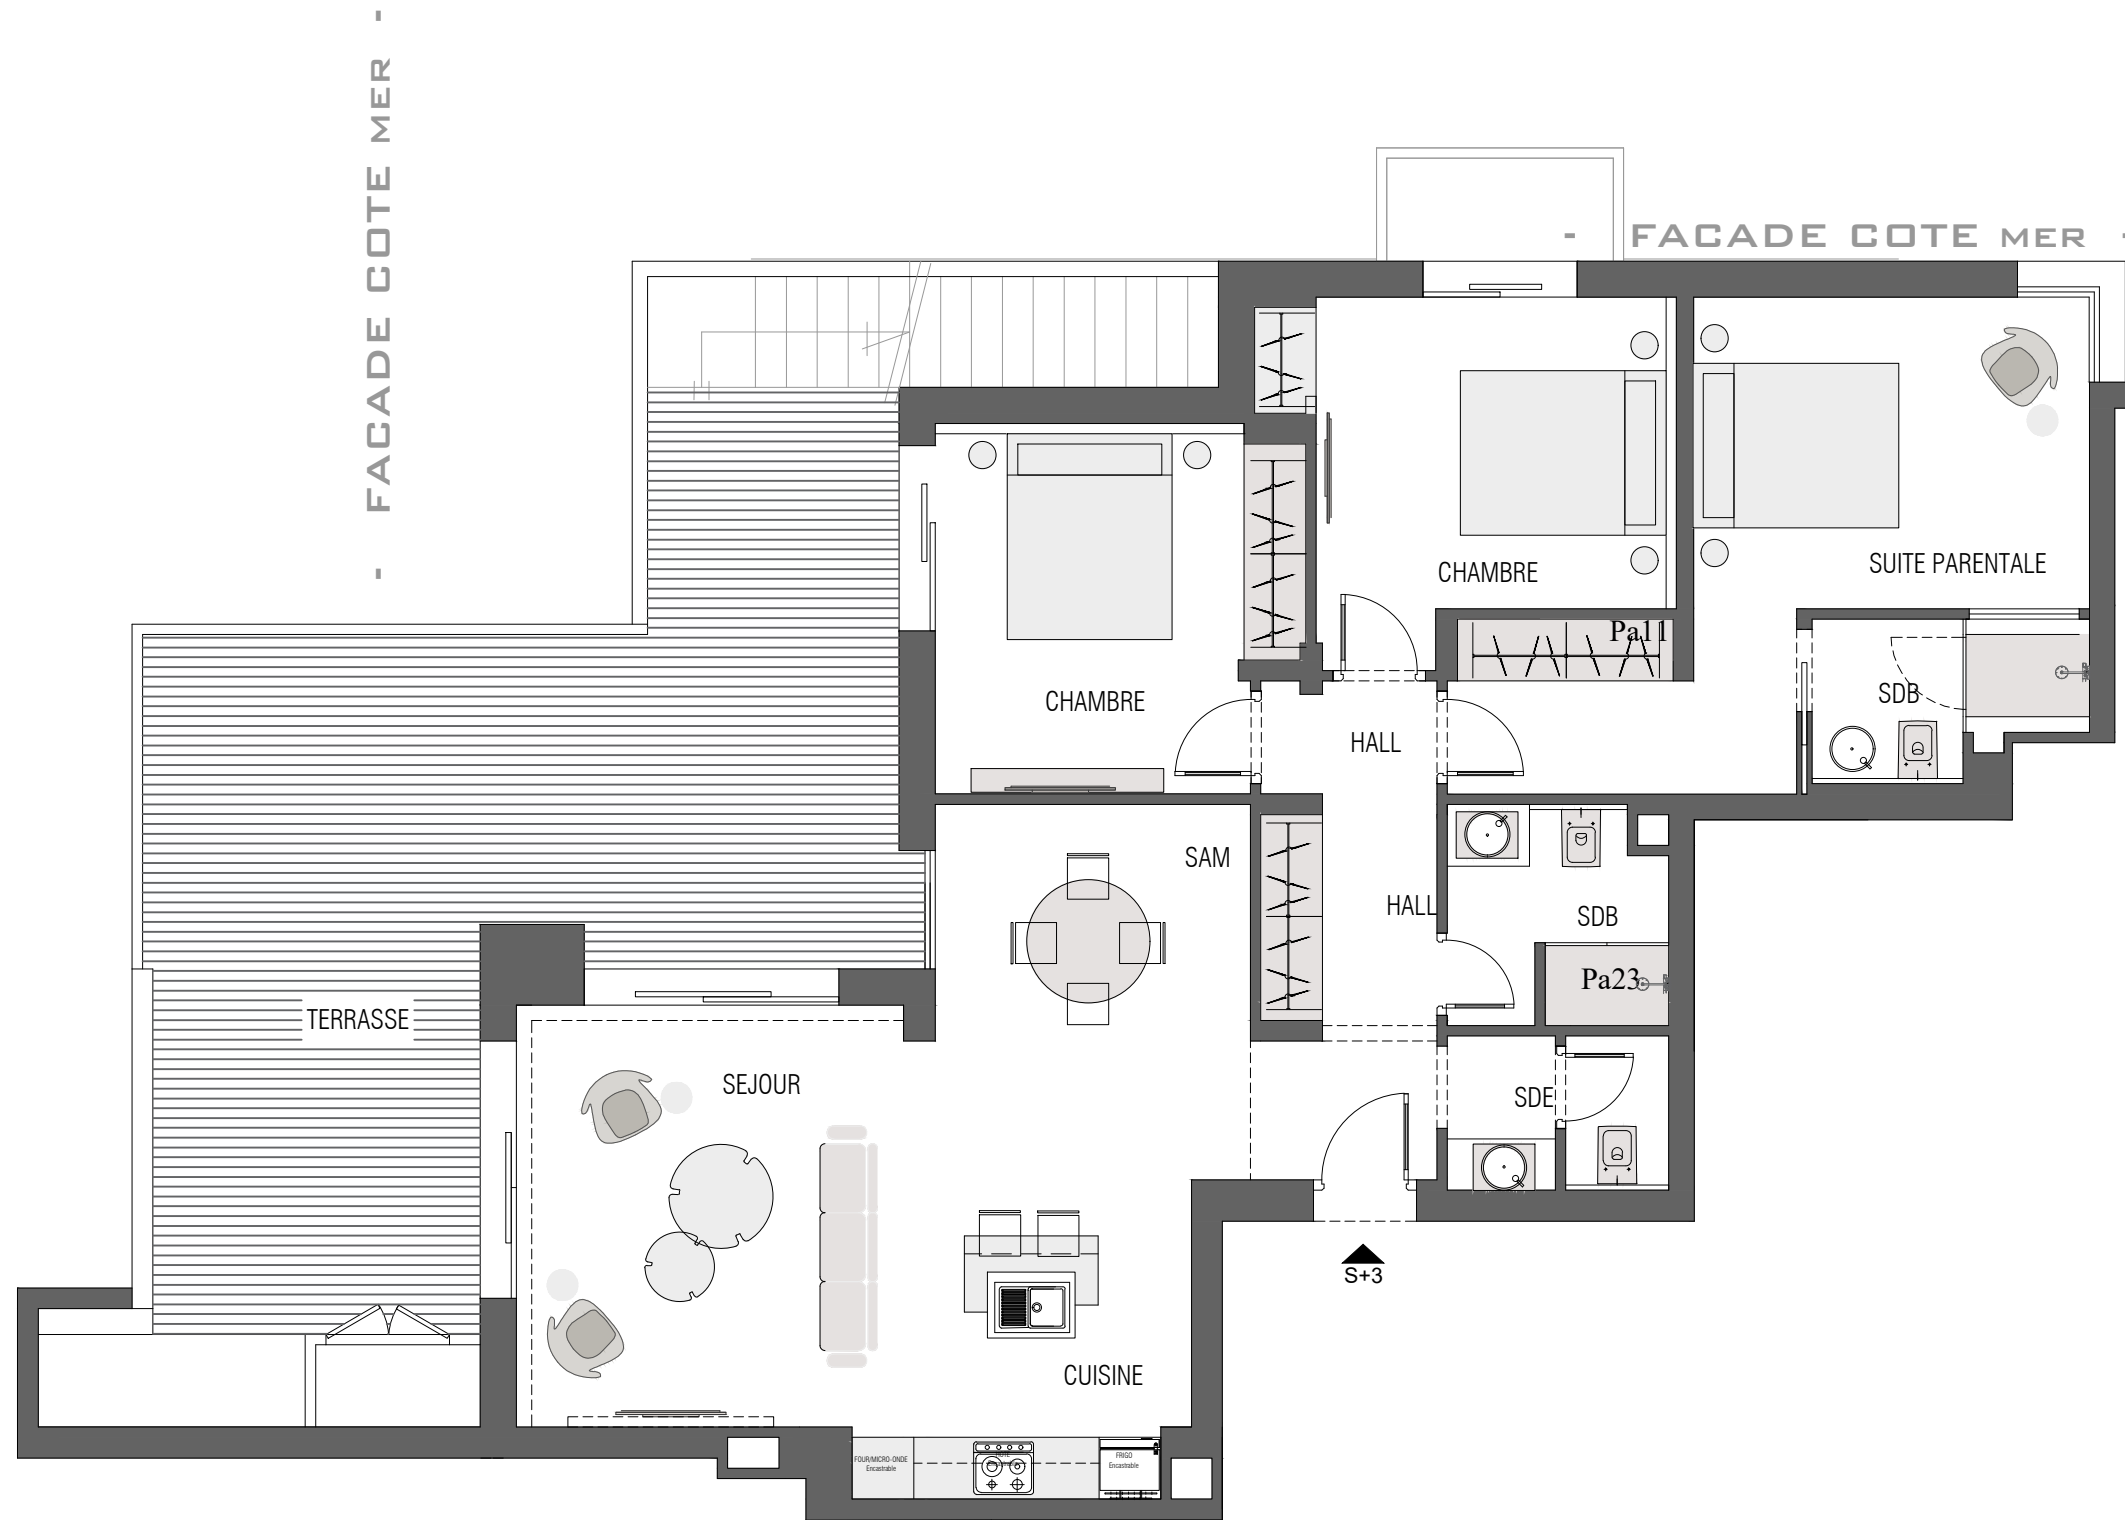 - FACADE COTE MER -
- FACADE COTE MER -
CHAMBRE
SUITE PARENTALE
Pa11
SDB
CHAMBRE
HALL
SAM
HALL
SDB
Pa23
TERRASSE
SEJOUR
SDE
S+3
CUISINE
FOUR/MICRO-ONDE
Encastrable
FRIGO
Encastrable